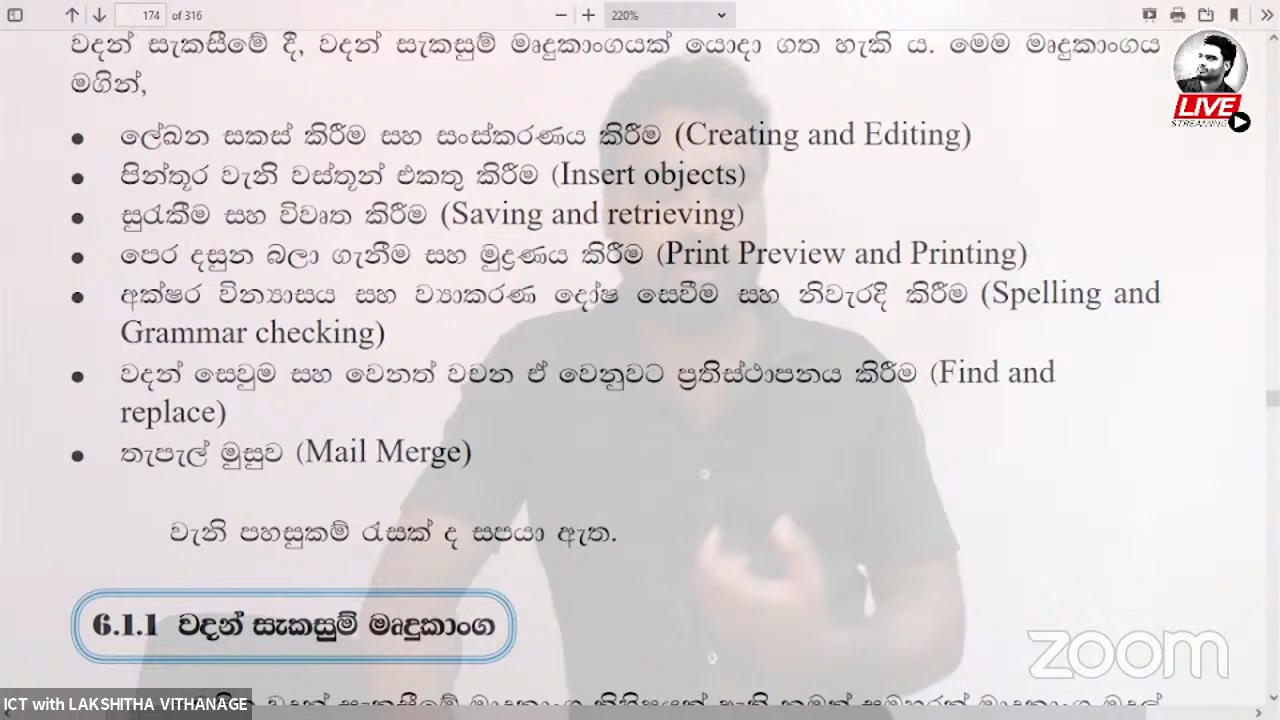 174 of 316
220%
වදන් සැකසීමේ දී, වදන් සැකසුම් මෘදුකාංගයක් යොදා ගත හැකි ය. මෙම මෘදුකාංගය
මගින්,
LIVE
STREAMING
• ලේඛන සකස් කිරීම සහ සංස්කරණය කිරීම (Creating and Editing)
• පින්තූර වැනි වස්තූන් එකතු කිරීම (Insert objects)
• සුරැකීම සහ විවෘත කිරීම (Saving and retrieving)
• පෙර දසුන බලා ගැනීම සහ මුද්‍රණය කිරීම (Print Preview and Printing)
• අක්ෂර වින්‍යාසය සහ ව්‍යාකරණ දෝෂ සෙවීම සහ නිවැරදි කිරීම (Spelling and
Grammar checking)
• වදන් සෙවුම සහ වෙනත් වචන ඒ වෙනුවට ප්‍රතිස්ථාපනය කිරීම (Find and
replace)
• තැපැල් මුසුව (Mail Merge)
වැනි පහසුකම් රැසක් ද සපයා ඇත.
6.1.1 වදන් සැකසුම් මෘදුකාංග
zoom
ICT with LAKSHITHA VITHANAGE